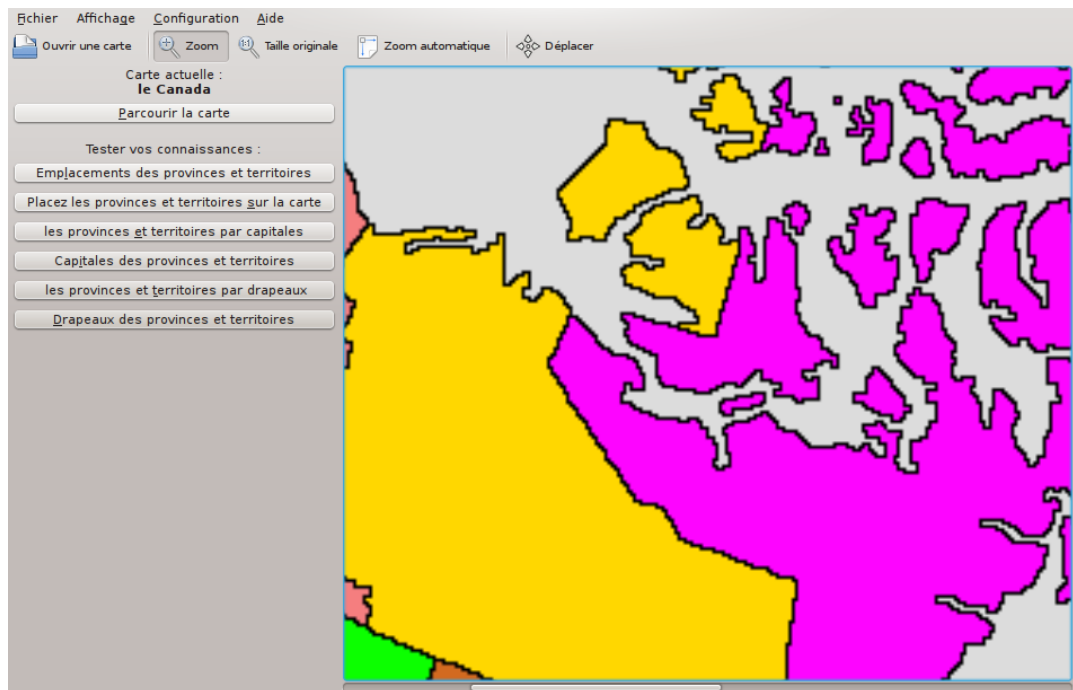 Fichier Affichage Configuration Aide
Ouvrir une carte Zoom 1:1 Taille originale Zoom automatique Déplacer
Carte actuelle :
le Canada
Parcourir la carte
Tester vos connaissances :
Emplacements des provinces et territoires
Placez les provinces et territoires sur la carte
les provinces et territoires par capitales
Capitales des provinces et territoires
les provinces et territoires par drapeaux
Drapeaux des provinces et territoires